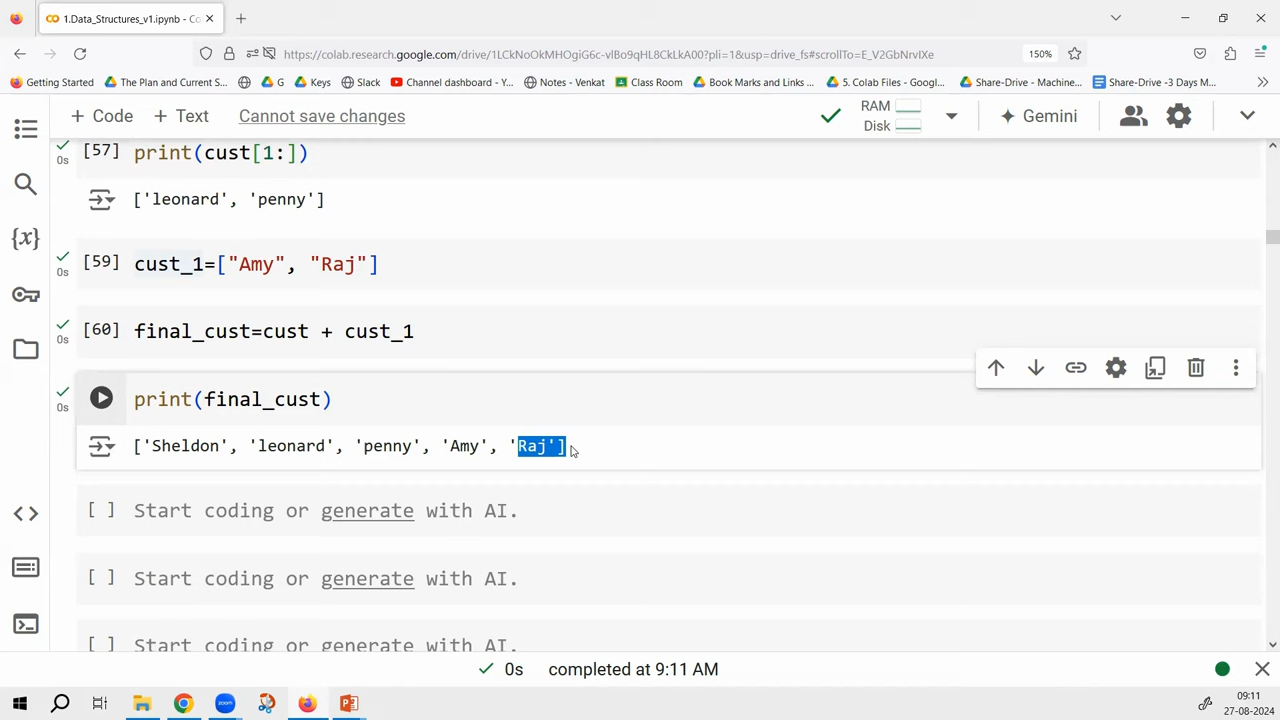 1.Data_Structures_v1.ipynb - Co
https://colab.research.google.com/drive/1LCkNoOkMHOgiG6c-vlBo9qHL8CkLkA00?pli=1&usp=drive_fs#scrollTo=E_V2GbNrvIXe
150%
Getting Started
The Plan and Current S...
G
Keys
Slack
Channel dashboard - Y...
Notes - Venkat
Class Room
Book Marks and Links ...
5. Colab Files - Googl...
Share-Drive - Machine...
Share-Drive -3 Days M...
+ Code + Text Cannot save changes
RAM
Disk
Gemini
[57] print(cust[1:])
0s
['leonard', 'penny']
[59] cust_1=["Amy", "Raj"]
0s
[60] final_cust=cust + cust_1
0s
print(final_cust)
0s
['Sheldon', 'leonard', 'penny', 'Amy', 'Raj']
[ ] Start coding or generate with AI.
[ ] Start coding or generate with AI.
[ ] Start coding or generate with AI.
0s completed at 9:11 AM
zoom
09:11
27-08-2024